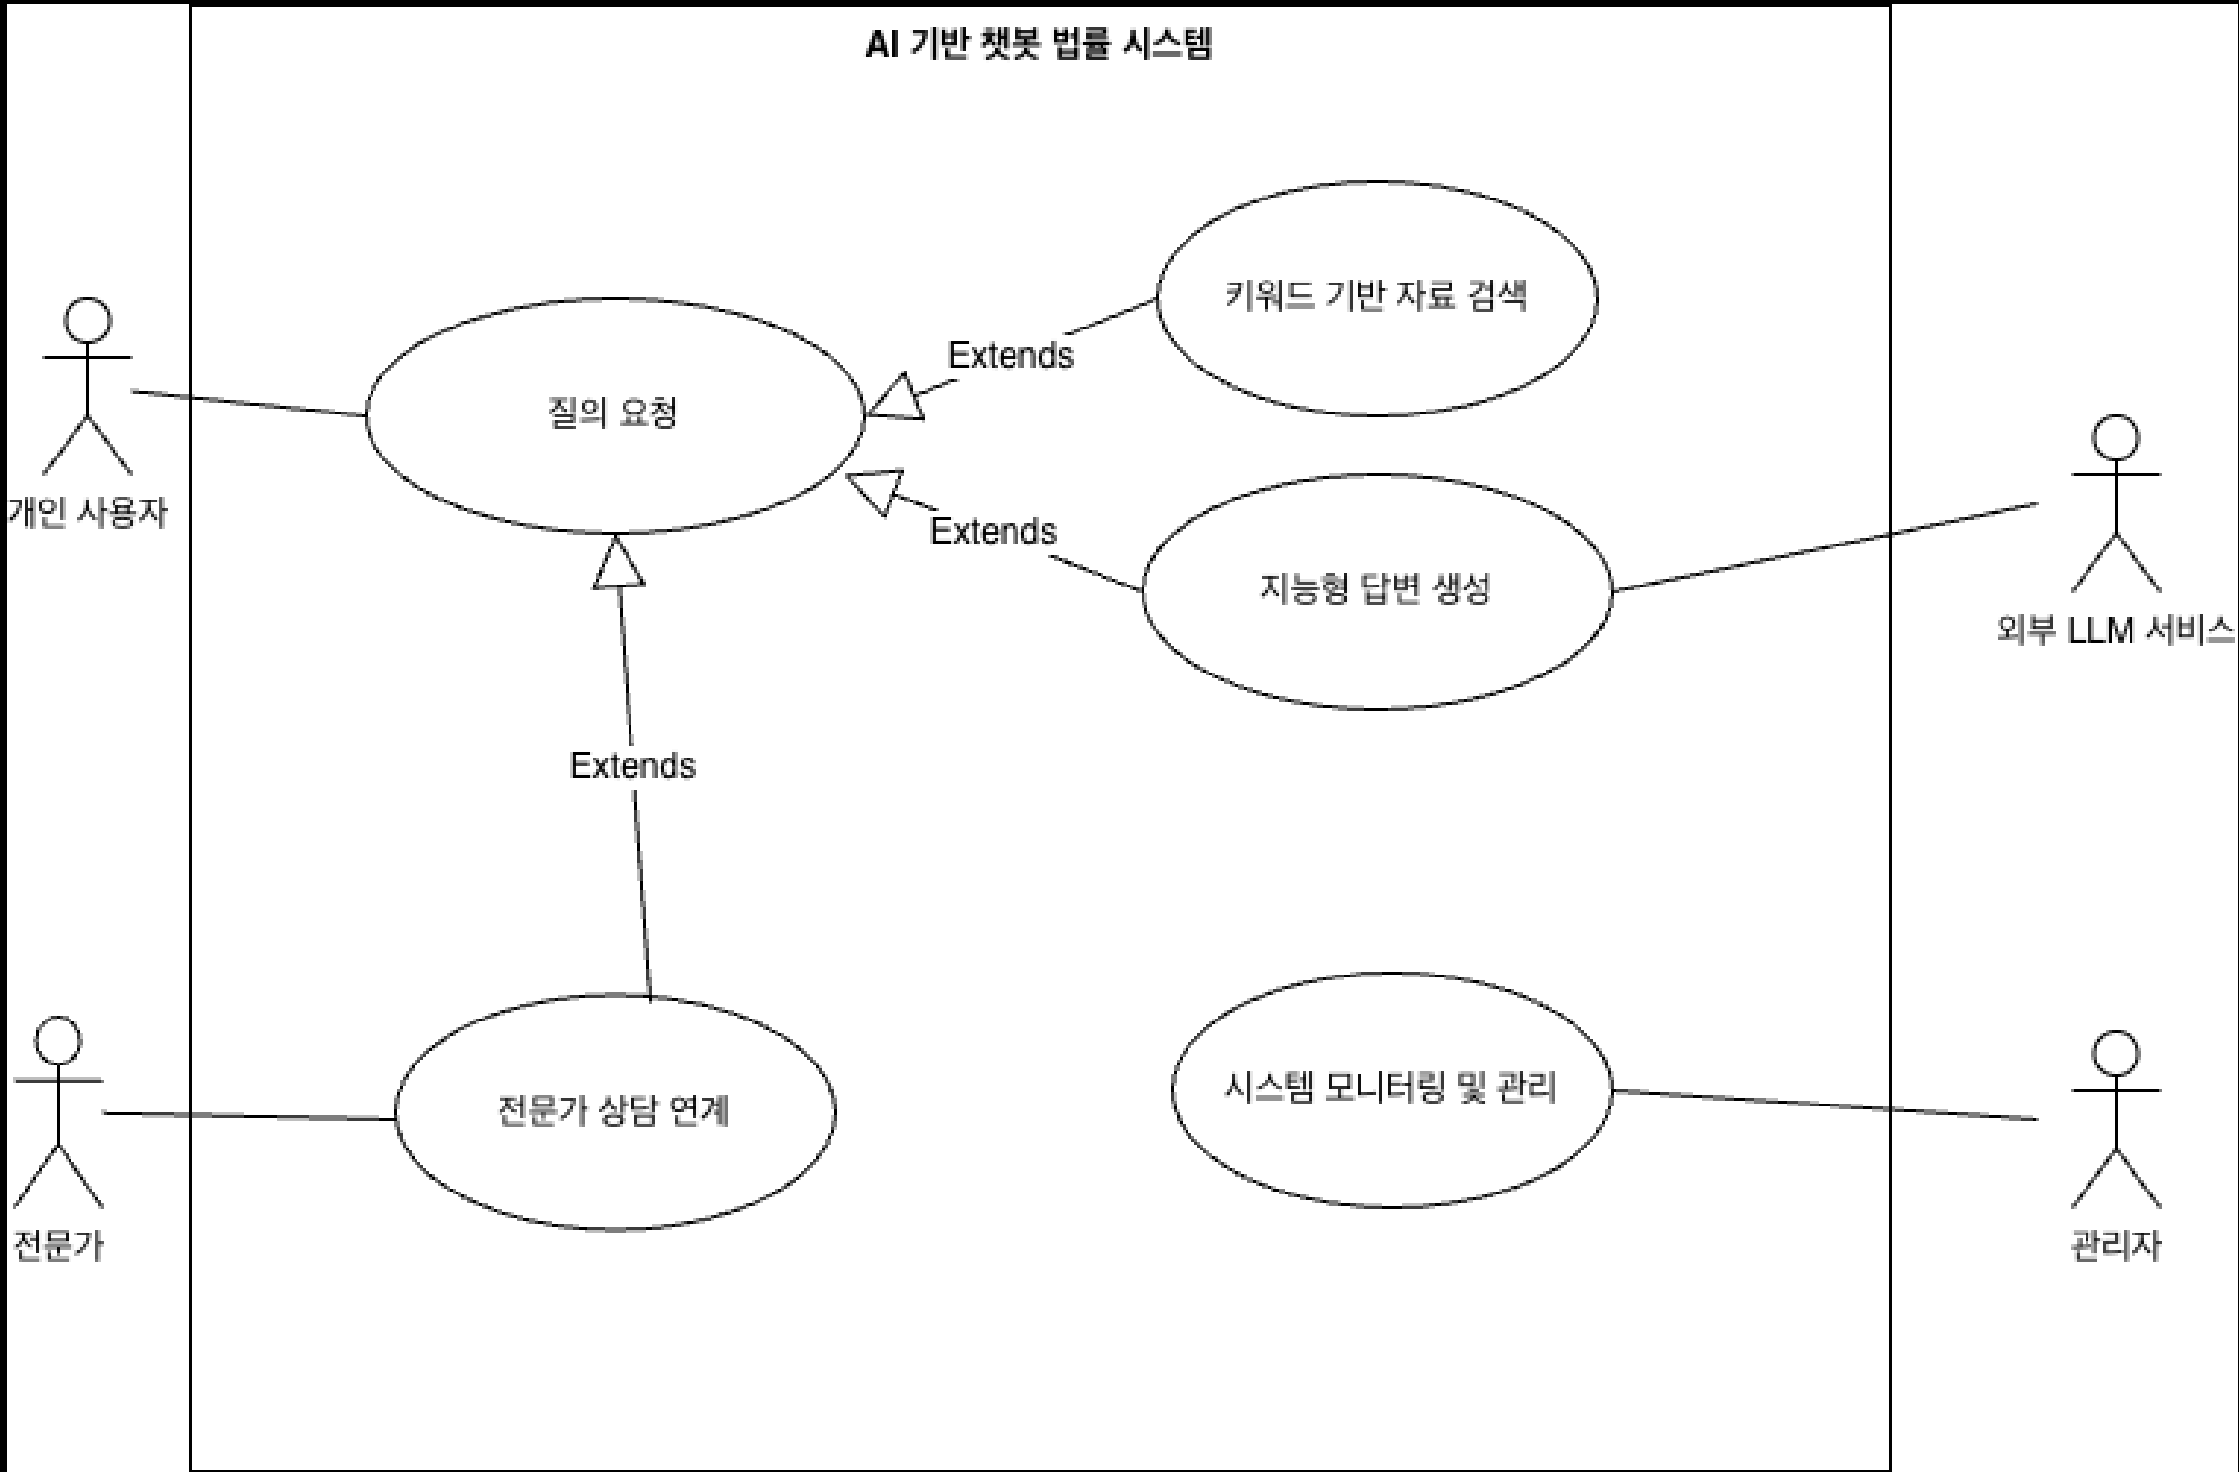 AI 기반 챗봇 법률 시스템
키워드 기반 자료 검색
Extends
질의 요청
개인 사용자
Extends
지능형 답변 생성
외부 LLM 서비스
Extends
전문가 상담 연계
시스템 모니터링 및 관리
전문가
관리자